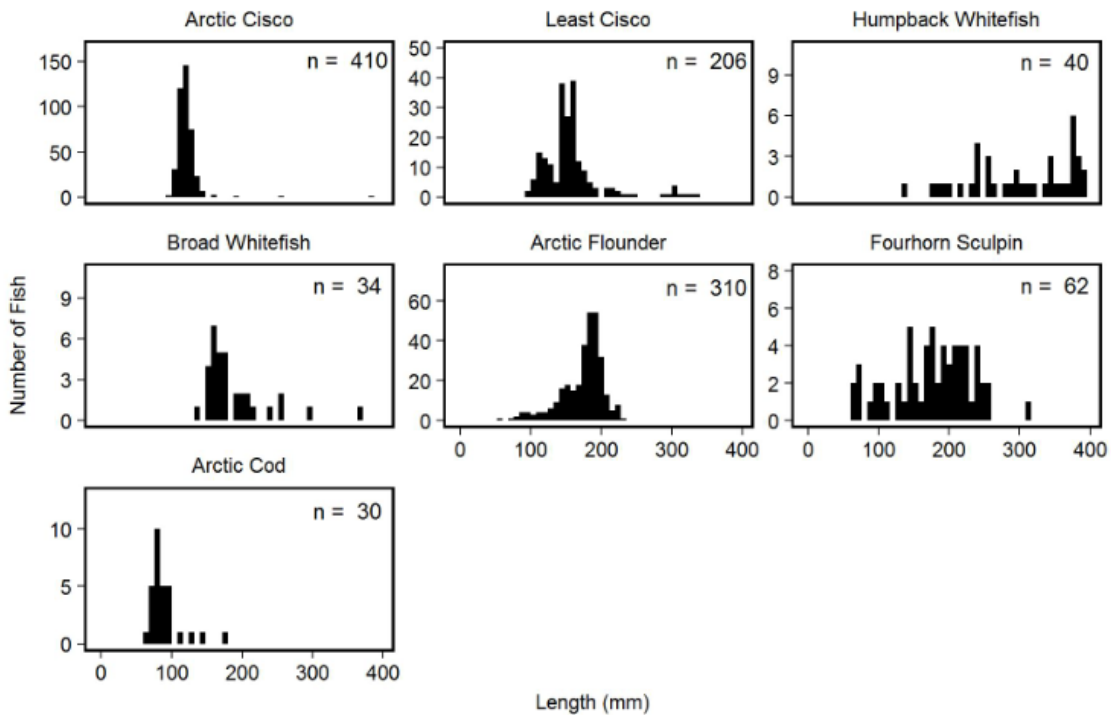 Arctic Cisco
Least Cisco
Humpback Whitefish
n = 410
n = 206
n = 40
150
100
50
0
50
40
30
20
10
0
9
6
3
0
Broad Whitefish
Arctic Flounder
Fourhorn Sculpin
n = 34
n = 310
n = 62
9
6
3
0
60
40
20
0
8
6
4
2
0
0 100 200 300 400
0 100 200 300 400
Arctic Cod
n = 30
10
5
0
0 100 200 300 400
Number of Fish
Length (mm)